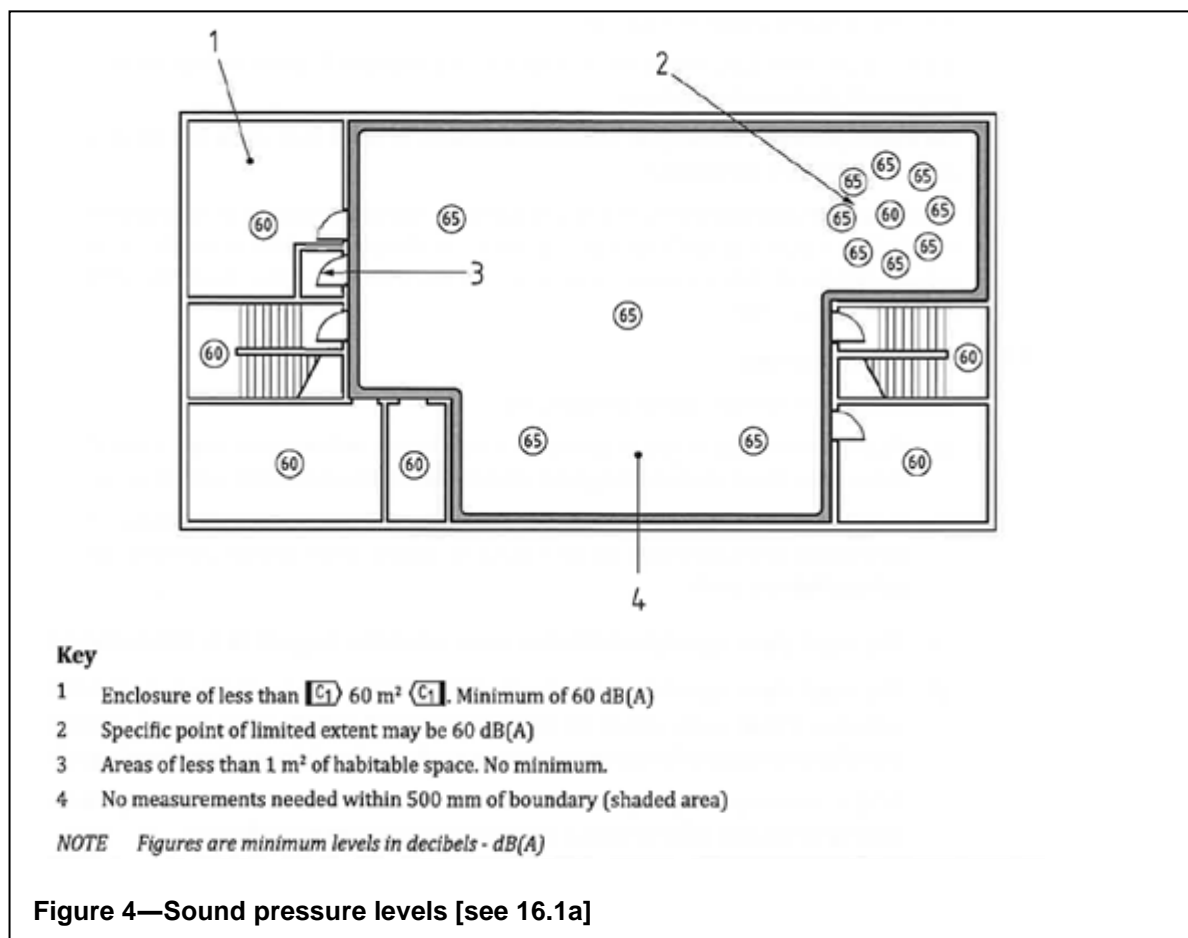 1
2
65
65 65
60 65 65 60 65
3
65 65
65
65
60 60
65 65
60 60 60
4
Key
1 Enclosure of less than C1 60 m² C1. Minimum of 60 dB(A)
2 Specific point of limited extent may be 60 dB(A)
3 Areas of less than 1 m² of habitable space. No minimum.
4 No measurements needed within 500 mm of boundary (shaded area)
NOTE Figures are minimum levels in decibels - dB(A)
Figure 4—Sound pressure levels [see 16.1a]